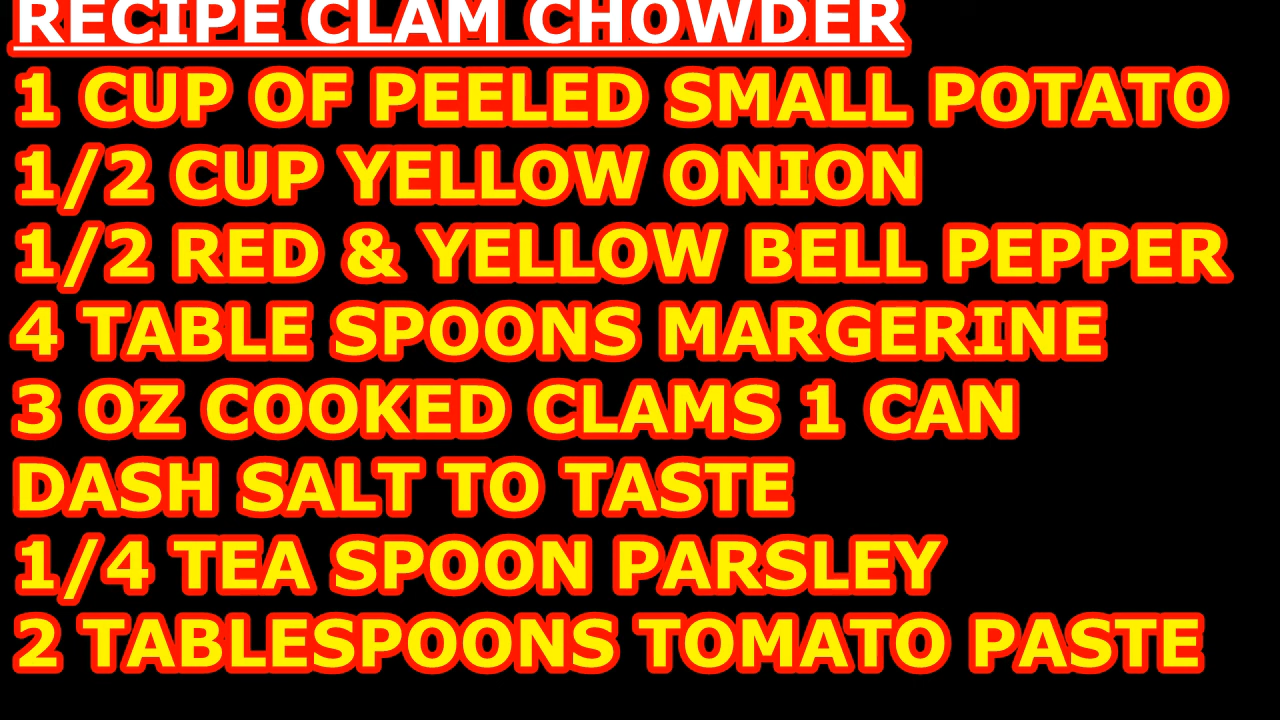 RECIPE CLAM CHOWDER
1 CUP OF PEELED SMALL POTATO
1/2 CUP YELLOW ONION
1/2 RED & YELLOW BELL PEPPER
4 TABLE SPOONS MARGERINE
3 OZ COOKED CLAMS 1 CAN
DASH SALT TO TASTE
1/4 TEA SPOON PARSLEY
2 TABLESPOONS TOMATO PASTE